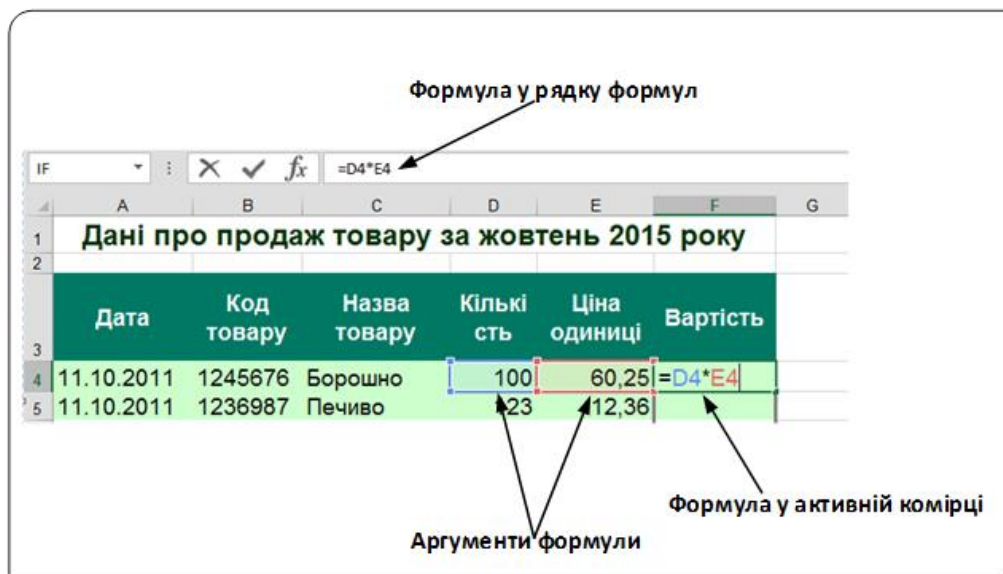 Формула у рядку формул
IF fx =D4*E4
A B C D E F G
1 Дані про продаж товару за жовтень 2015 року
2
3 Дата Код товару Назва товару Кількі сть Ціна одиниці Вартість
4 11.10.2011 1245676 Борошно 100 60,25 =D4*E4
5 11.10.2011 1236987 Печиво 23 12,36
Формула у активній комірці
Аргументи формули